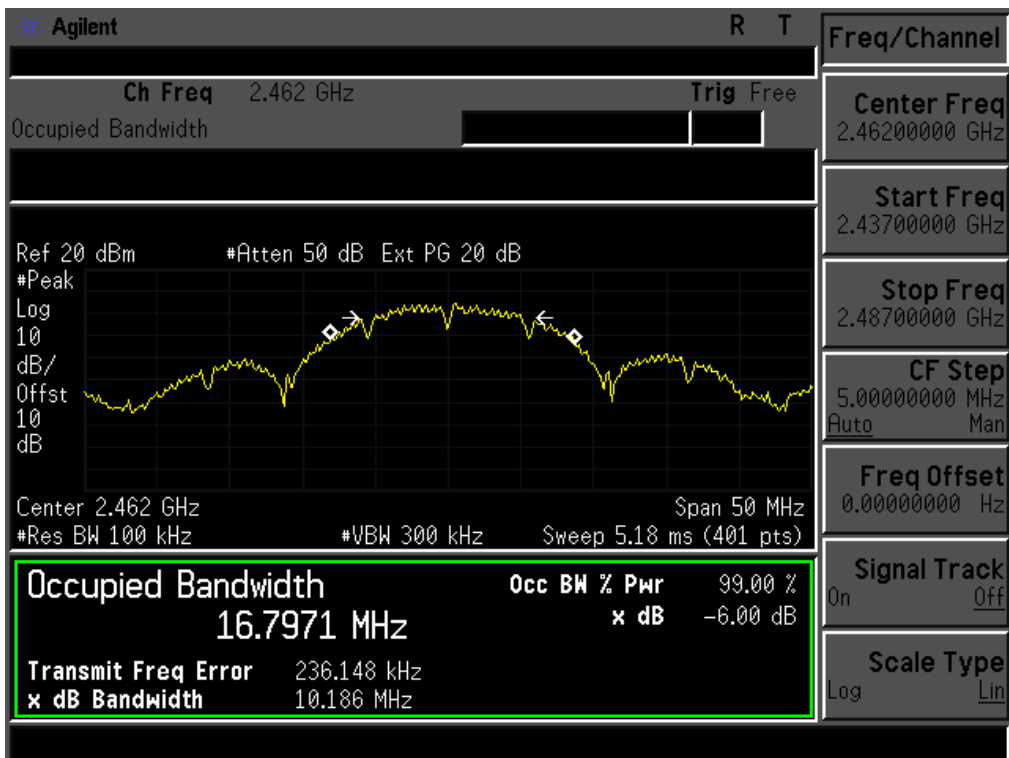 Agilent
R T
Ch Freq 2.462 GHz
Trig Free
Occupied Bandwidth
Ref 20 dBm
#Atten 50 dB Ext PG 20 dB
#Peak
Log
10
dB/
Offst
10
dB
Center 2.462 GHz
Span 50 MHz
#Res BW 100 kHz
#VBW 300 kHz
Sweep 5.18 ms (401 pts)
Occupied Bandwidth
16.7971 MHz
Occ BW % Pwr 99.00 %
x dB -6.00 dB
Transmit Freq Error 236.148 kHz
x dB Bandwidth 10.186 MHz
Freq/Channel
Center Freq
2.46200000 GHz
Start Freq
2.43700000 GHz
Stop Freq
2.48700000 GHz
CF Step
5.00000000 MHz
Auto Man
Freq Offset
0.00000000 Hz
Signal Track
On Off
Scale Type
Log Lin